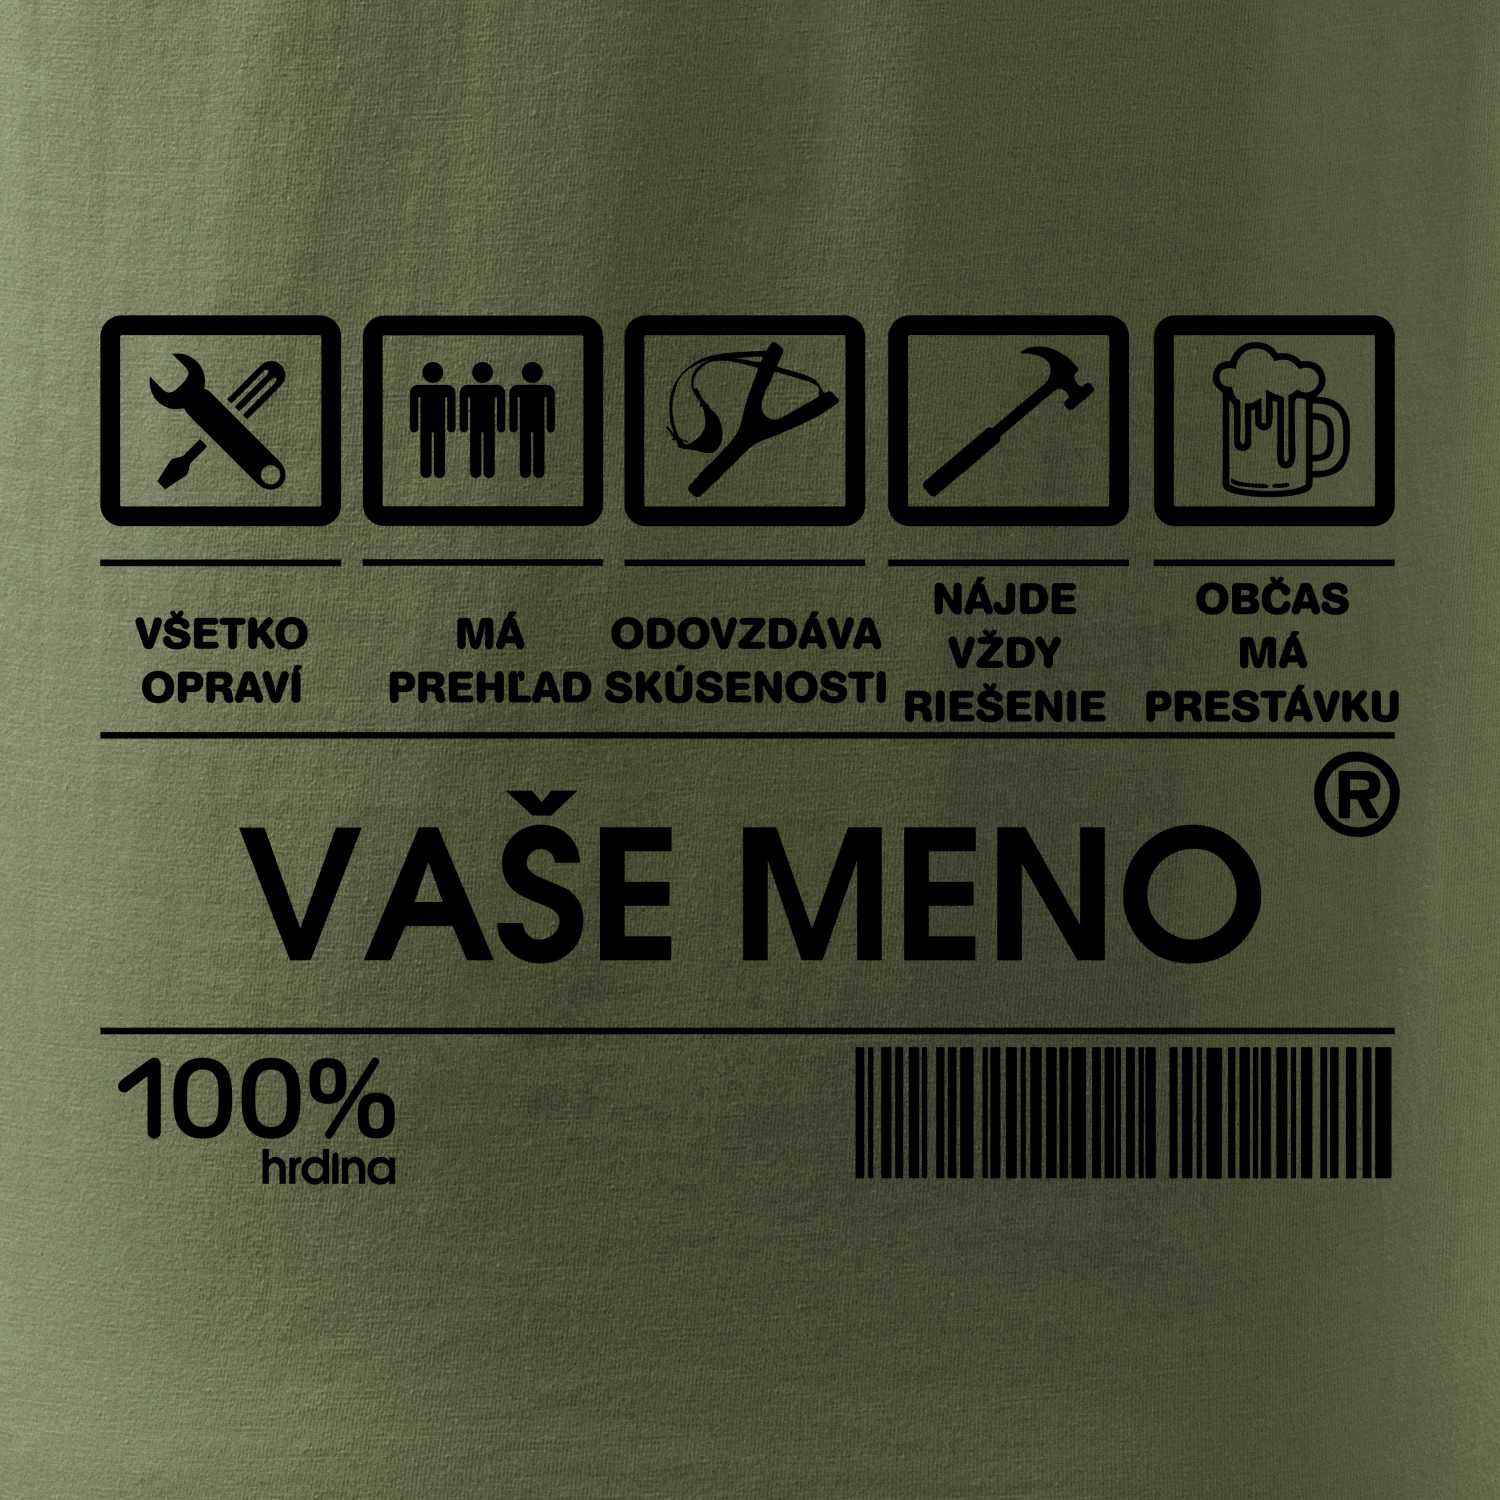 VŠETKO
OPRAVÍ
MÁ
PREHĽAD
ODOVZDÁVA
SKÚSENOSTI
NÁJDE
VŽDY
RIEŠENIE
OBČAS
MÁ
PRESTÁVKU
VAŠE MENO
®
100%
hrdina